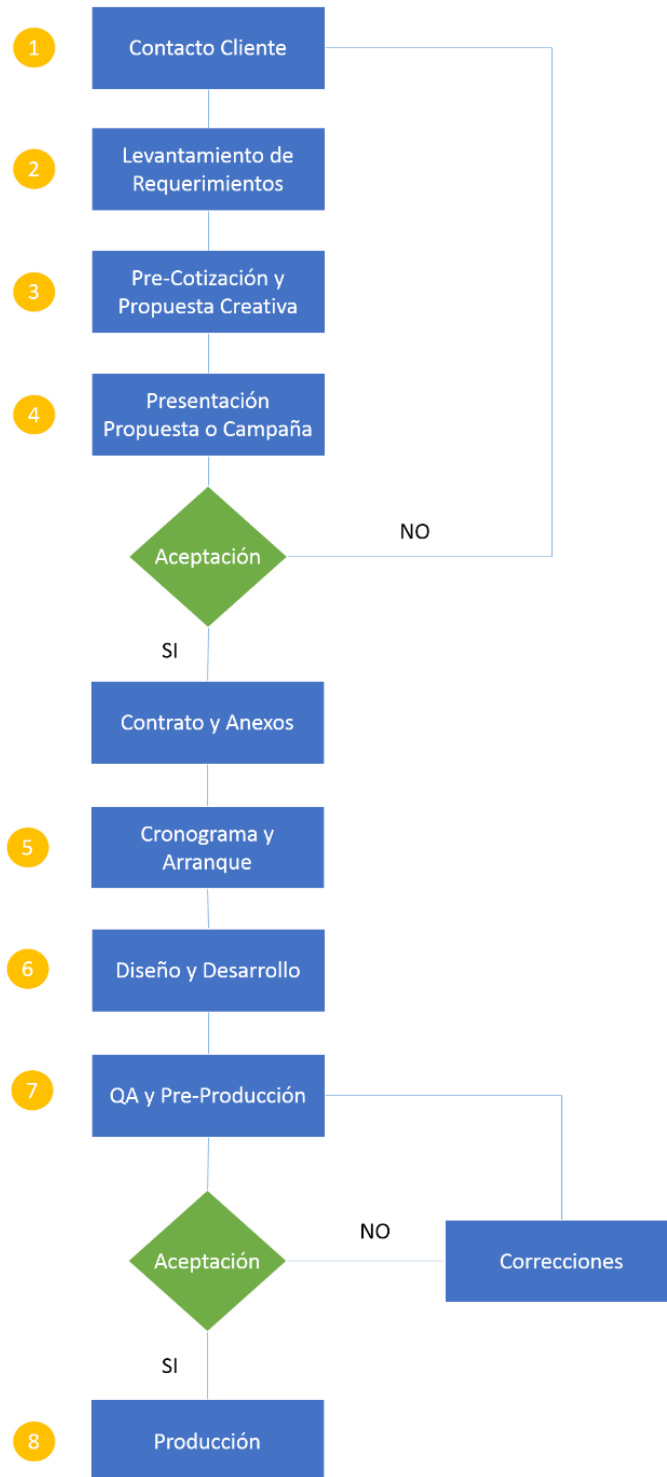 1
Contacto Cliente
2
Levantamiento de
Requerimientos
3
Pre-Cotización y
Propuesta Creativa
4
Presentación
Propuesta o Campaña
Aceptación
NO
SI
Contrato y Anexos
5
Cronograma y
Arranque
6
Diseño y Desarrollo
7
QA y Pre-Producción
Aceptación
NO
Correcciones
SI
8
Producción